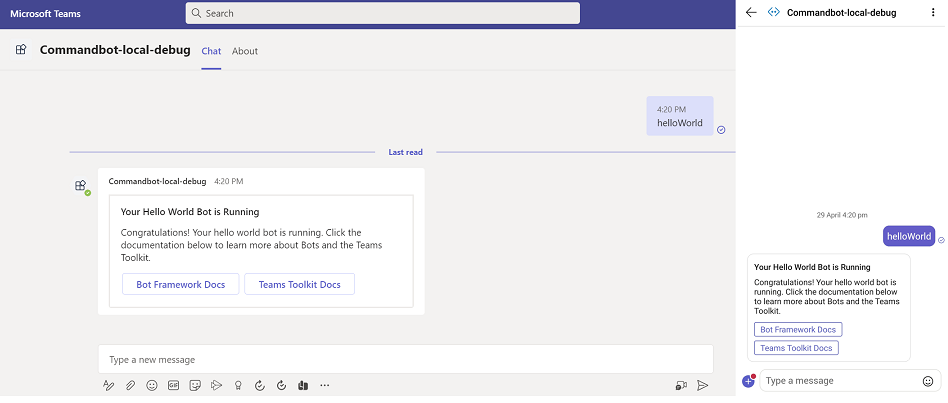 Microsoft Teams
Search
Commandbot-local-debug
Chat
About
4:20 PM
helloWorld
Last read
Commandbot-local-debug 4:20 PM
Your Hello World Bot is Running
Congratulations! Your hello world bot is running. Click the
documentation below to learn more about Bots and the Teams
Toolkit.
Bot Framework Docs
Teams Toolkit Docs
Type a new message
GIF
Commandbot-local-debug
29 April 4:20 pm
helloWorld
Your Hello World Bot is Running
Congratulations! Your hello world bot is
running. Click the documentation below
to learn more about Bots and the Teams
Toolkit.
Bot Framework Docs
Teams Toolkit Docs
Type a message